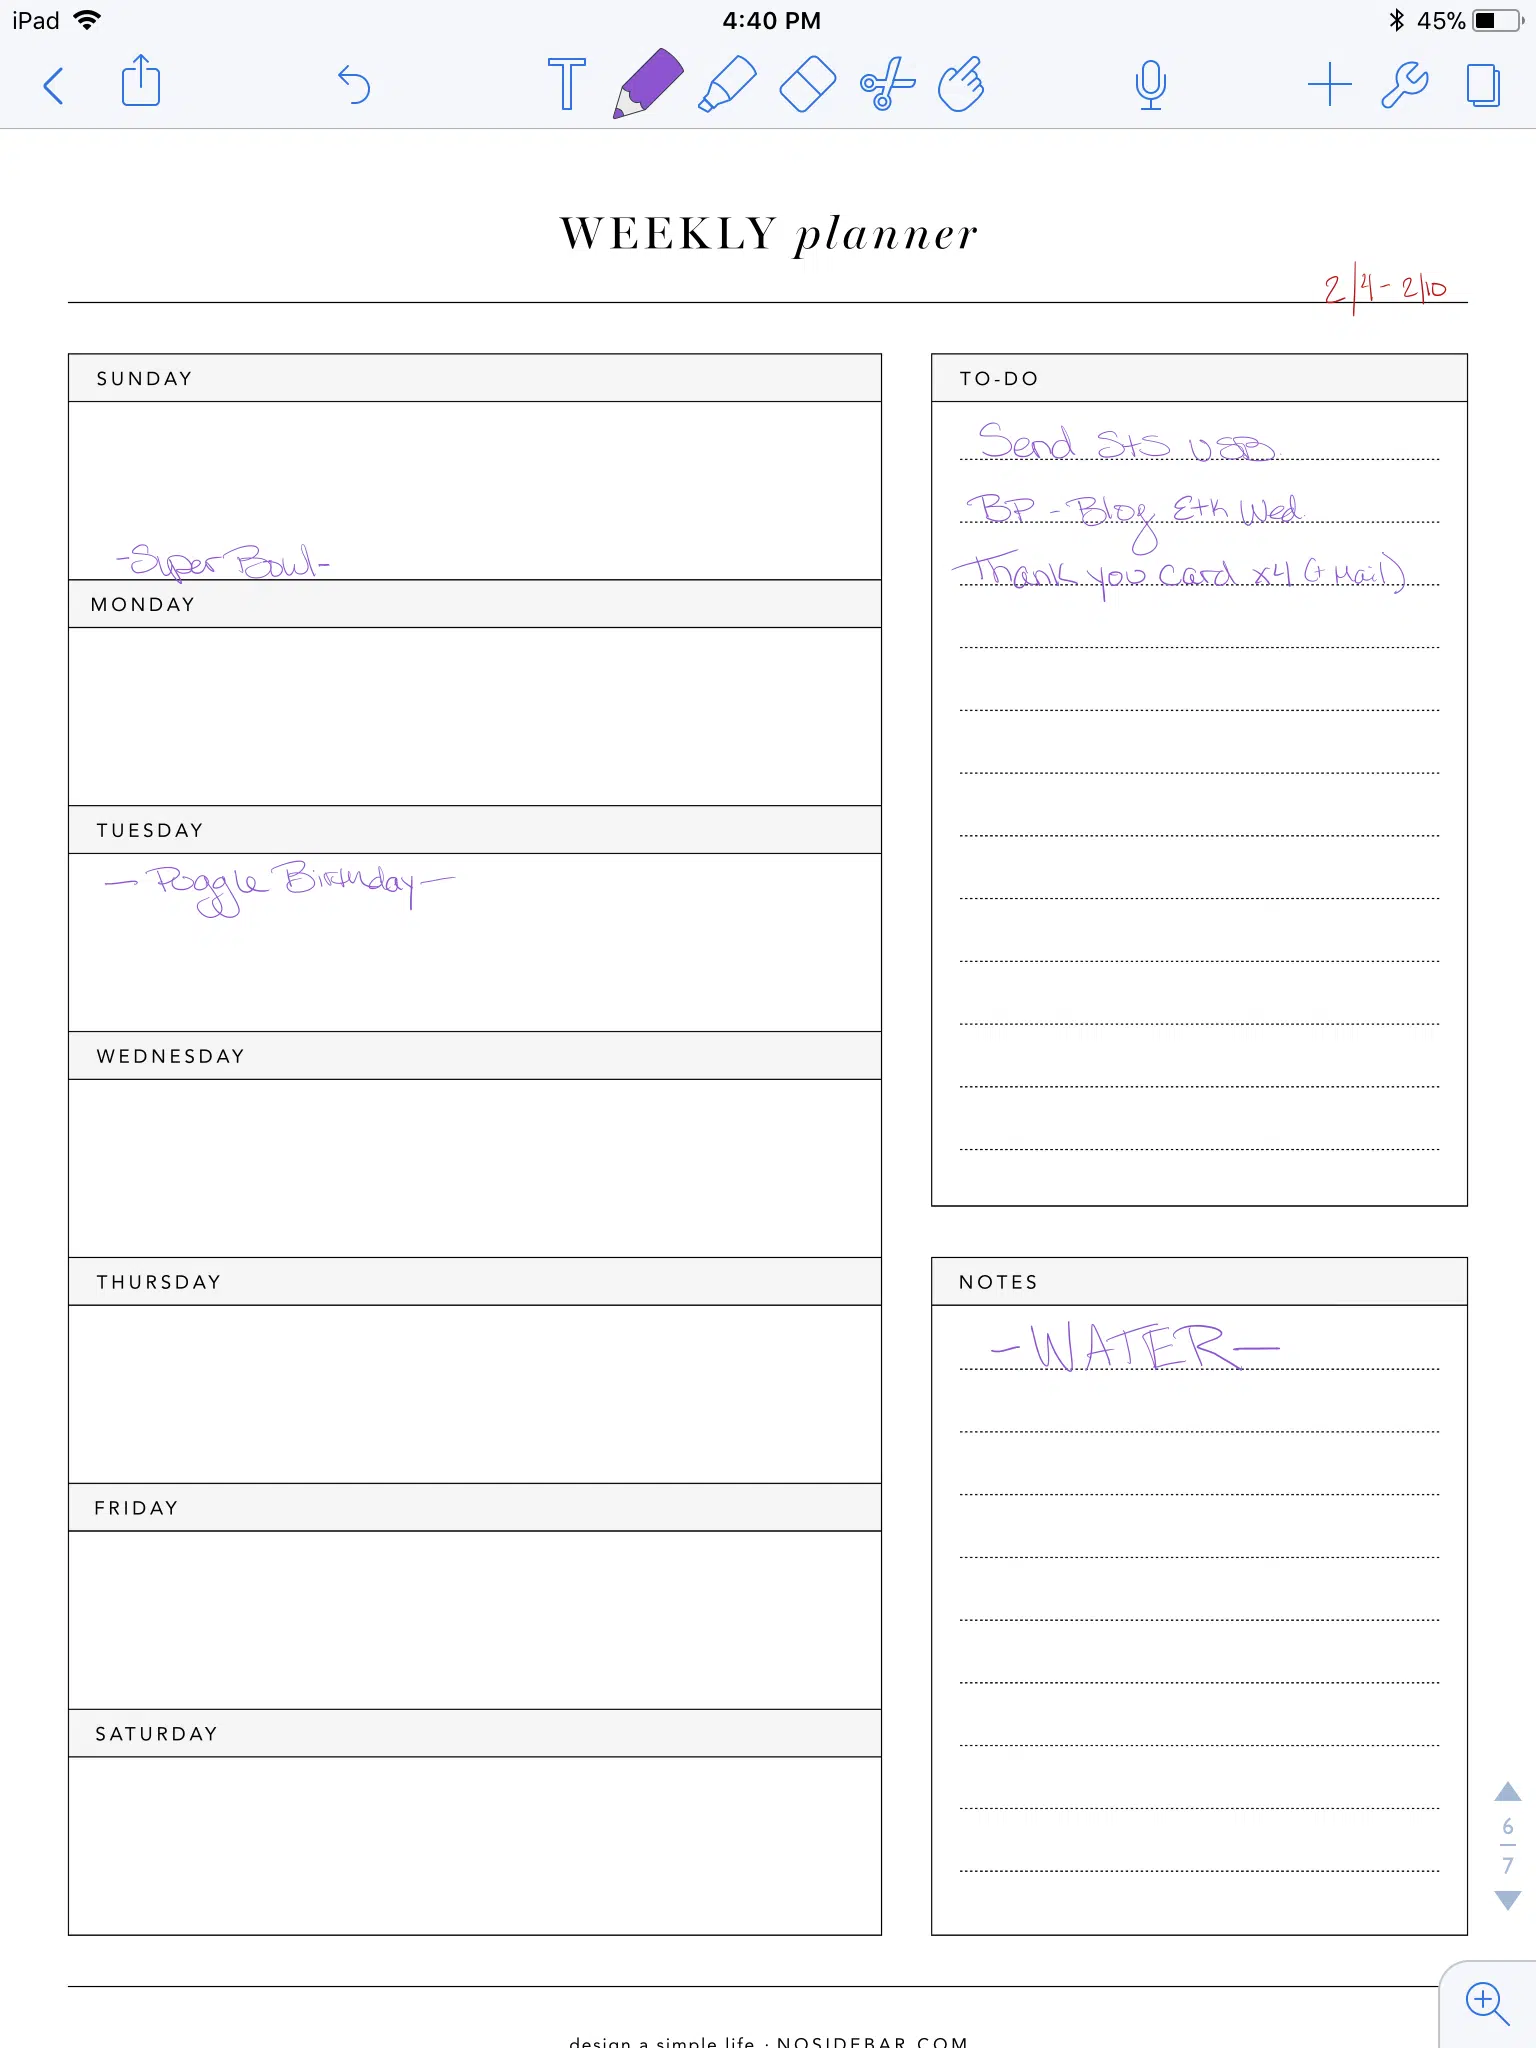 iPad 4:40 PM 45%
WEEKLY planner
2/4 - 2/10
SUNDAY
-Super Bowl-
MONDAY
TUESDAY
- Poggle Birthday -
WEDNESDAY
THURSDAY
FRIDAY
SATURDAY
TO-DO
Send StS USB
BP - Blog Eth Wed.
Thank you card x4 (+ Mail)
NOTES
-WATER-
6
7
design a simple life · NOSIDEBAR.COM